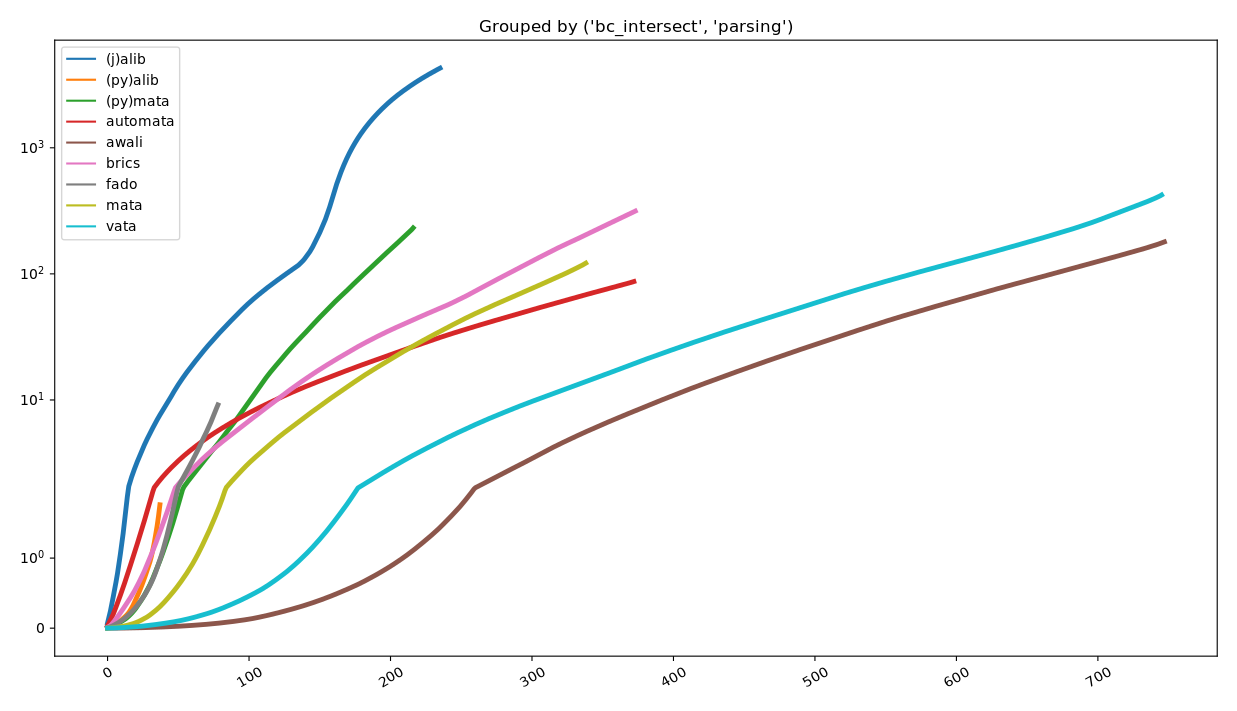 Grouped by ('bc_intersect', 'parsing')
(j)alib
(py)alib
(py)mata
automata
awali
brics
fado
mata
vata
10³
10²
10¹
10⁰
0
0 100 200 300 400 500 600 700